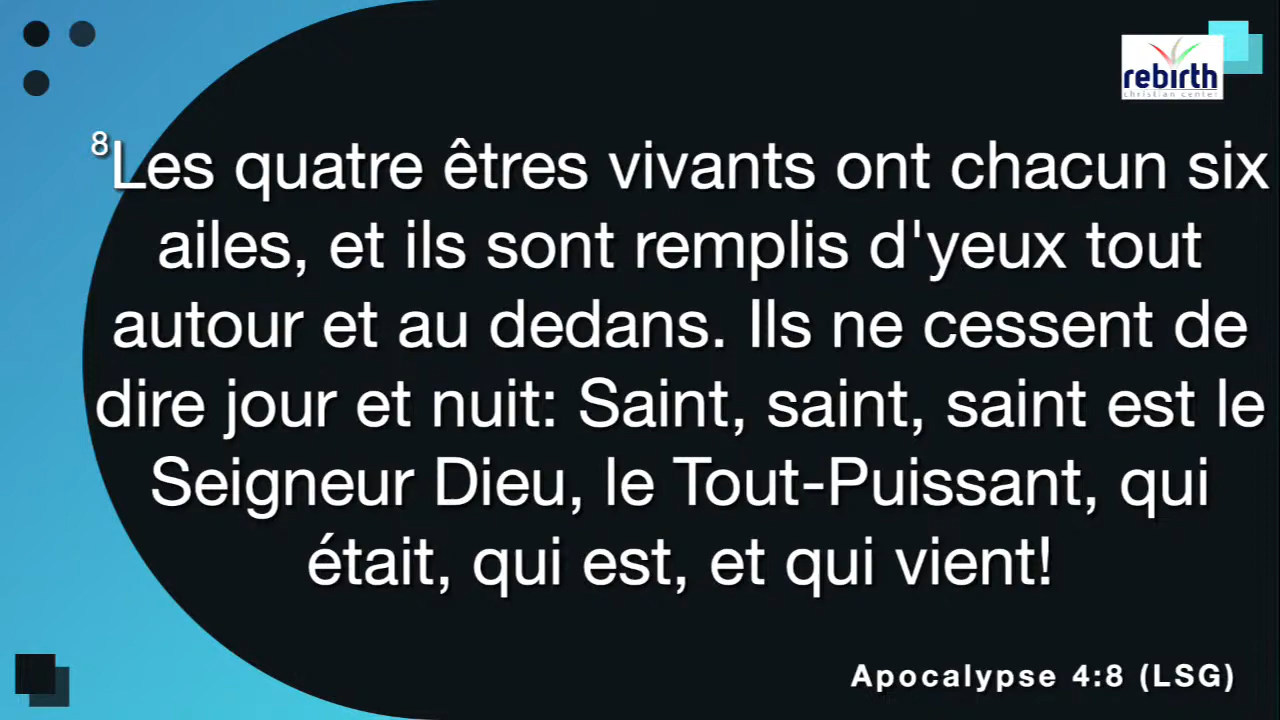 rebirth
christian center
8Les quatre êtres vivants ont chacun six
ailes, et ils sont remplis d'yeux tout
autour et au dedans. Ils ne cessent de
dire jour et nuit: Saint, saint, saint est le
Seigneur Dieu, le Tout-Puissant, qui
était, qui est, et qui vient!
Apocalypse 4:8 (LSG)